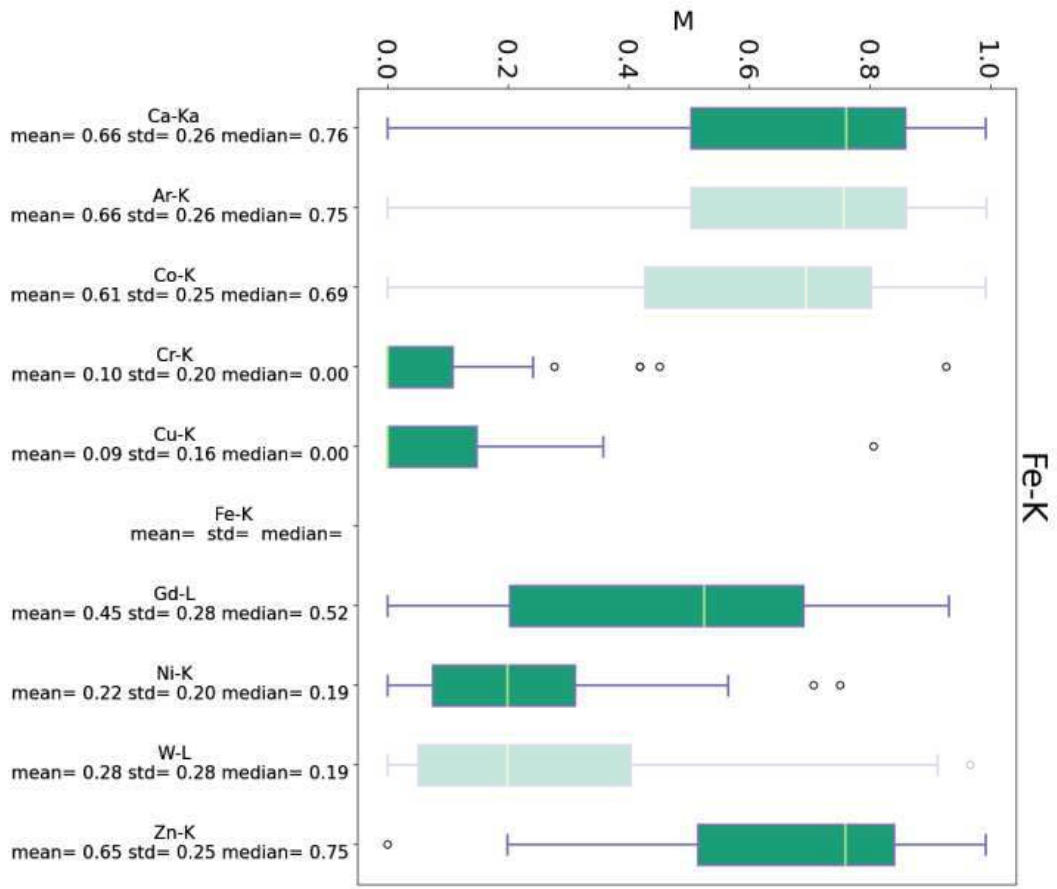 M
0.0 0.2 0.4 0.6 0.8 1.0
Ca-Ka
mean= 0.66 std= 0.26 median= 0.76
Ar-K
mean= 0.66 std= 0.26 median= 0.75
Co-K
mean= 0.61 std= 0.25 median= 0.69
Cr-K
mean= 0.10 std= 0.20 median= 0.00
Cu-K
mean= 0.09 std= 0.16 median= 0.00
Fe-K
mean= std= median=
Gd-L
mean= 0.45 std= 0.28 median= 0.52
Ni-K
mean= 0.22 std= 0.20 median= 0.19
W-L
mean= 0.28 std= 0.28 median= 0.19
Zn-K
mean= 0.65 std= 0.25 median= 0.75
Fe-K